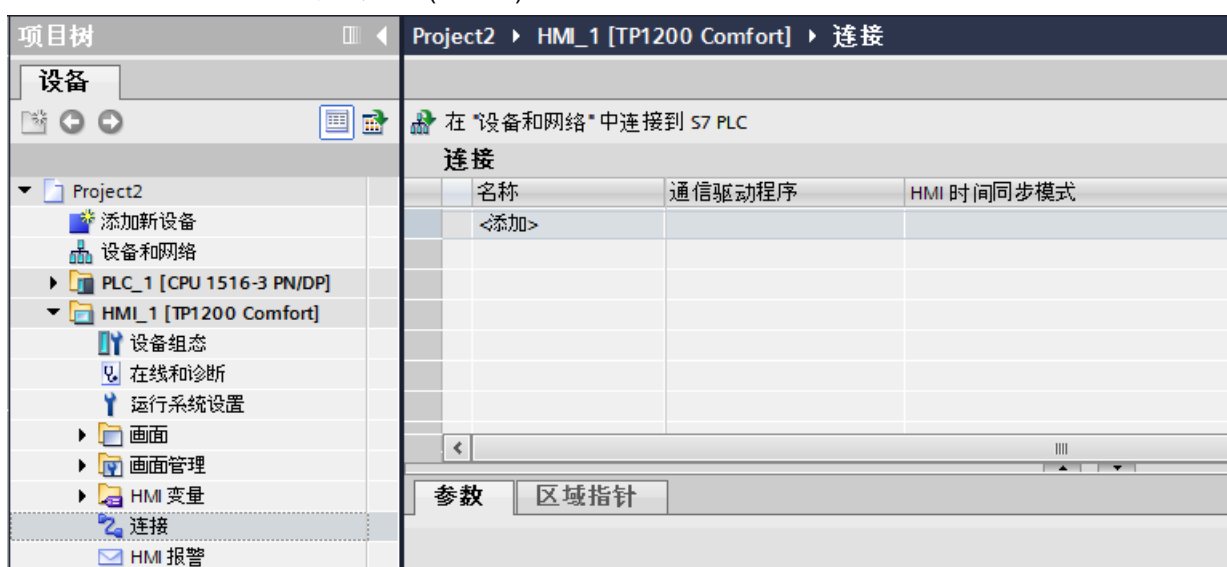 项目树
Project2 HMI_1 [TP1200 Comfort] 连接
设备
在 "设备和网络" 中连接到 S7 PLC
连接
名称 通信驱动程序 HMI 时间同步模式
<添加>
Project2
添加新设备
设备和网络
PLC_1 [CPU 1516-3 PN/DP]
HMI_1 [TP1200 Comfort]
设备组态
在线和诊断
运行系统设置
画面
画面管理
HMI 变量
连接
HMI 报警
参数 区域指针